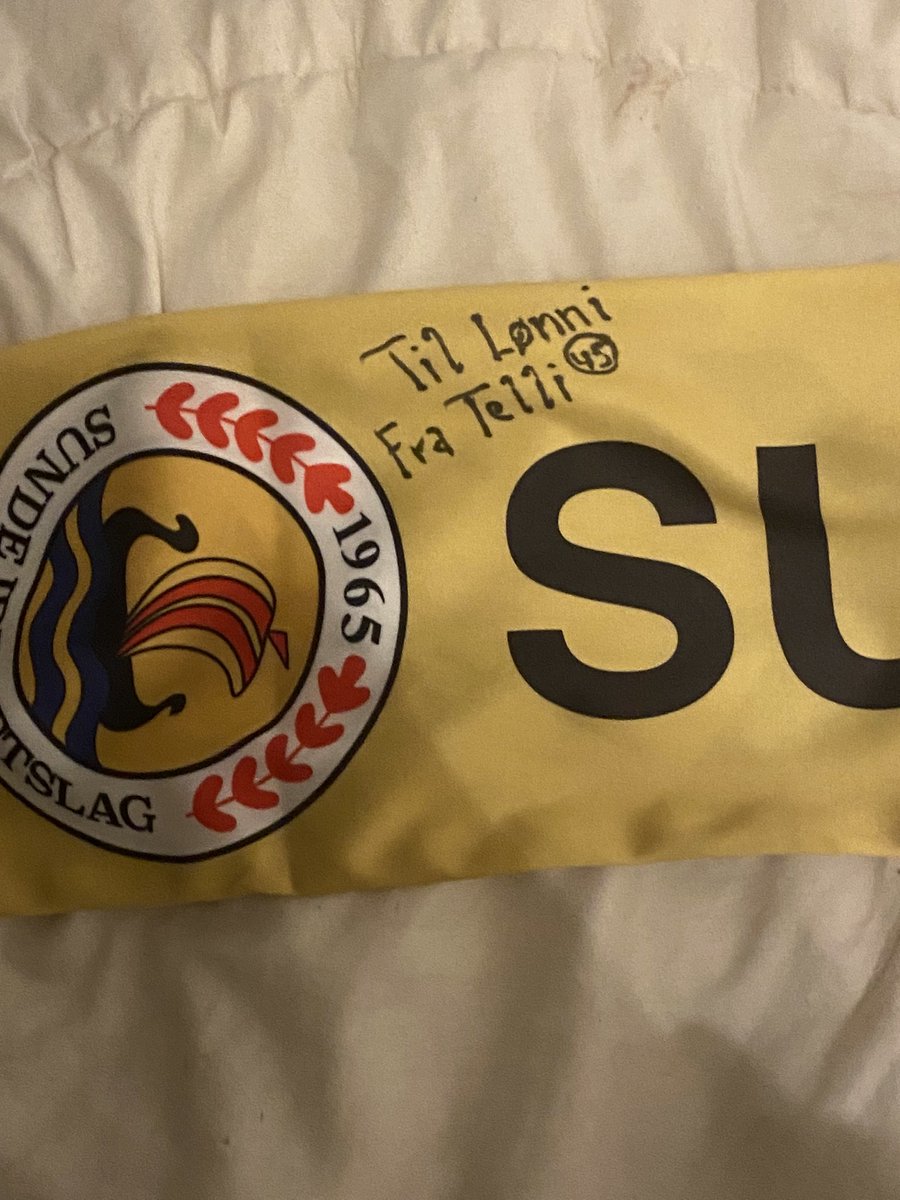 Til Lønni
Fra Telli 45
SU
SUNDE
TSLAG
1965